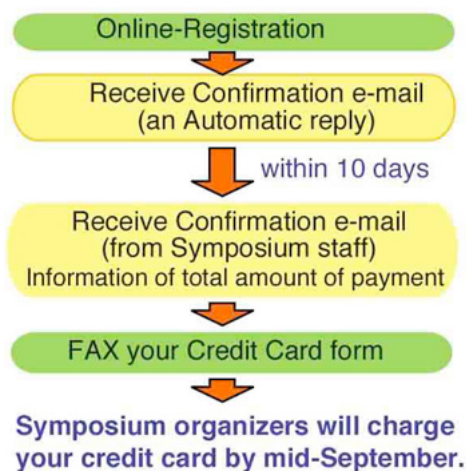 Online-Registration
Receive Confirmation e-mail
(an Automatic reply)
within 10 days
Receive Confirmation e-mail
(from Symposium staff)
Information of total amount of payment
FAX your Credit Card form
Symposium organizers will charge
your credit card by mid-September.